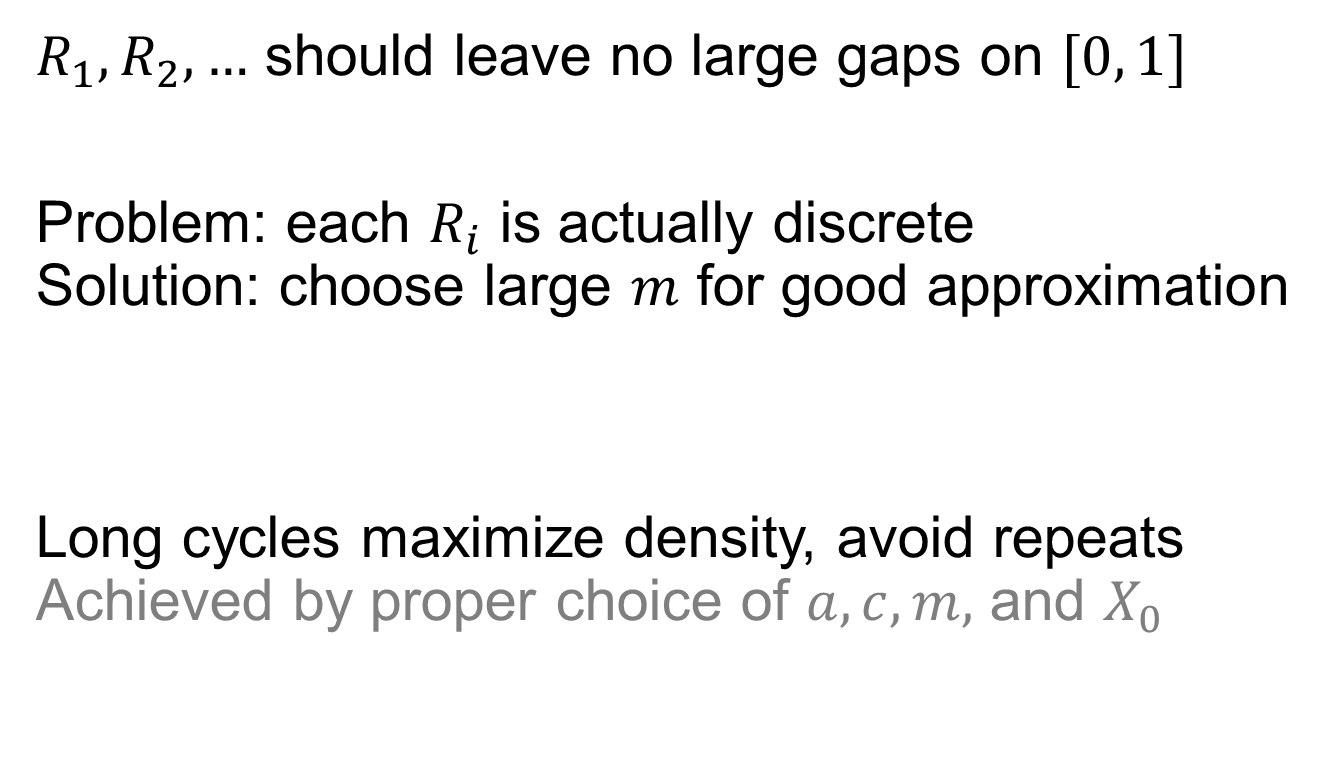 R₁, R₂, ... should leave no large gaps on [0, 1]
Problem: each Rᵢ is actually discrete
Solution: choose large m for good approximation
Long cycles maximize density, avoid repeats
Achieved by proper choice of a, c, m, and X₀